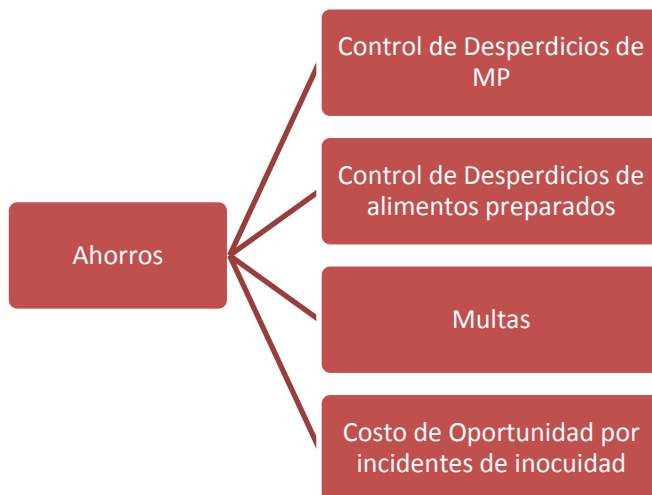 Control de Desperdicios de
MP
Control de Desperdicios de
alimentos preparados
Ahorros
Multas
Costo de Oportunidad por
incidentes de inocuidad